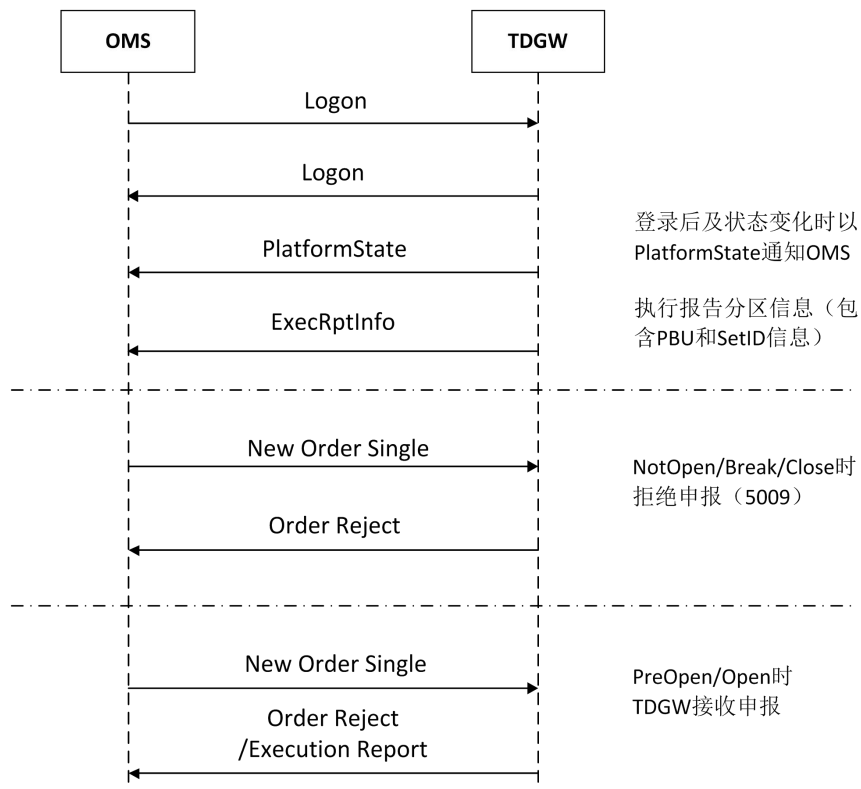 OMS
TDGW
Logon
Logon
登录后及状态变化时以
PlatformState通知OMS
PlatformState
执行报告分区信息（包
含PBU和SetID信息）
ExecRptInfo
New Order Single
NotOpen/Break/Close时
拒绝申报（5009）
Order Reject
New Order Single
PreOpen/Open时
TDGW接收申报
Order Reject
/Execution Report